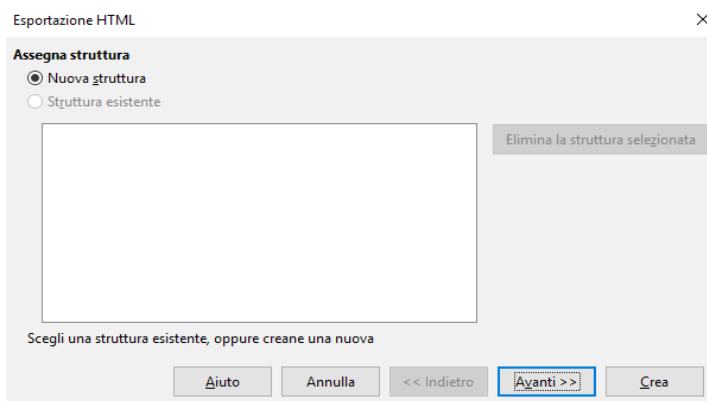 Esportazione HTML
Assegna struttura
Nuova struttura
Struttura esistente
Elimina la struttura selezionata
Scegli una struttura esistente, oppure creane una nuova
Aiuto
Annulla
<< Indietro
Avanti >>
Crea